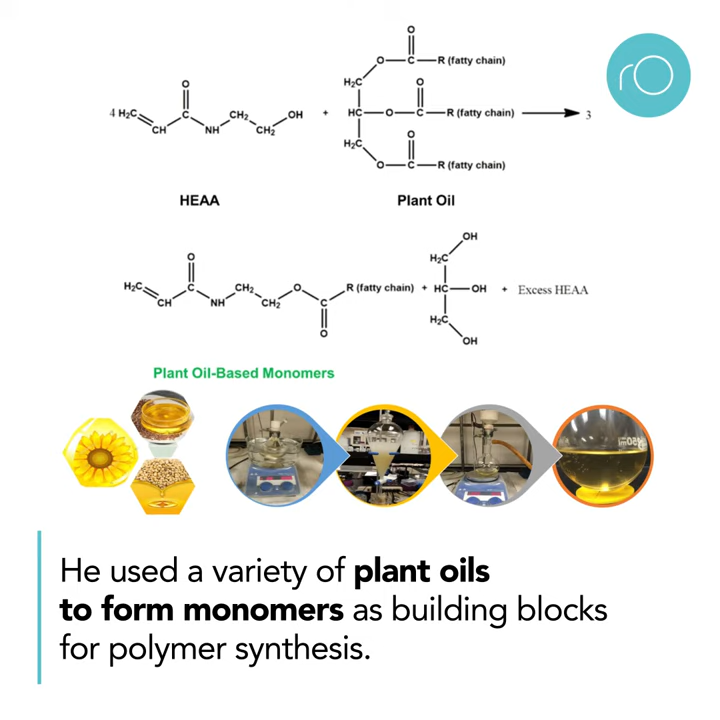 O
O—C—R (fatty chain)
O
H₂C
O
4 H₂C
C
CH₂
OH
+
HC—O—C—R (fatty chain)
3
CH
NH
CH₂
O
H₂C
O—C—R (fatty chain)
HEAA
Plant Oil
OH
O
H₂C
H₂C
C
CH₂
O
R (fatty chain)
+
HC—OH
+
Excess HEAA
CH
NH
CH₂
C
H₂C
O
OH
Plant Oil-Based Monomers
He used a variety of plant oils
to form monomers as building blocks
for polymer synthesis.
rO